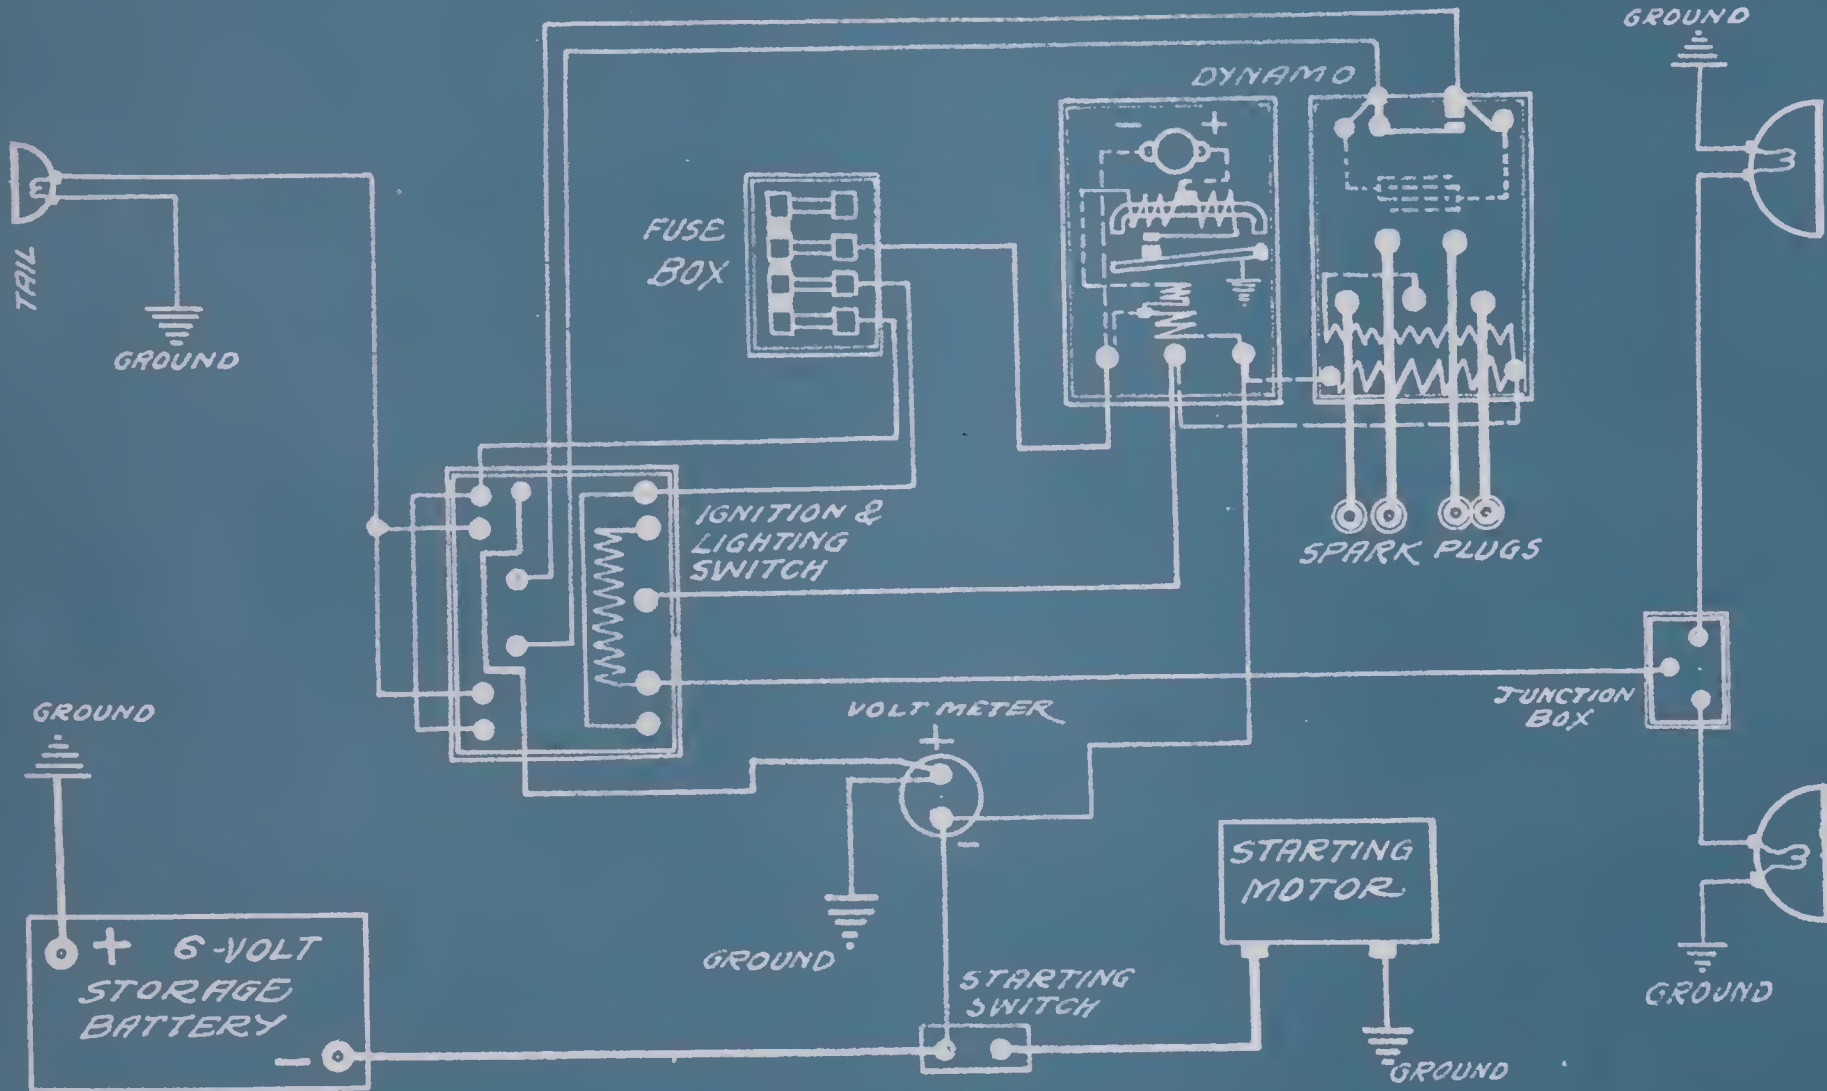 GROUND
DYNAMO
- +
FUSE
BOX
TAIL
GROUND
IGNITION &
LIGHTING
SWITCH
SPARK PLUGS
GROUND
VOLT METER
+
-
JUNCTION
BOX
STARTING
MOTOR
+ 6-VOLT
STORAGE
BATTERY
-
GROUND
STARTING
SWITCH
GROUND
GROUND